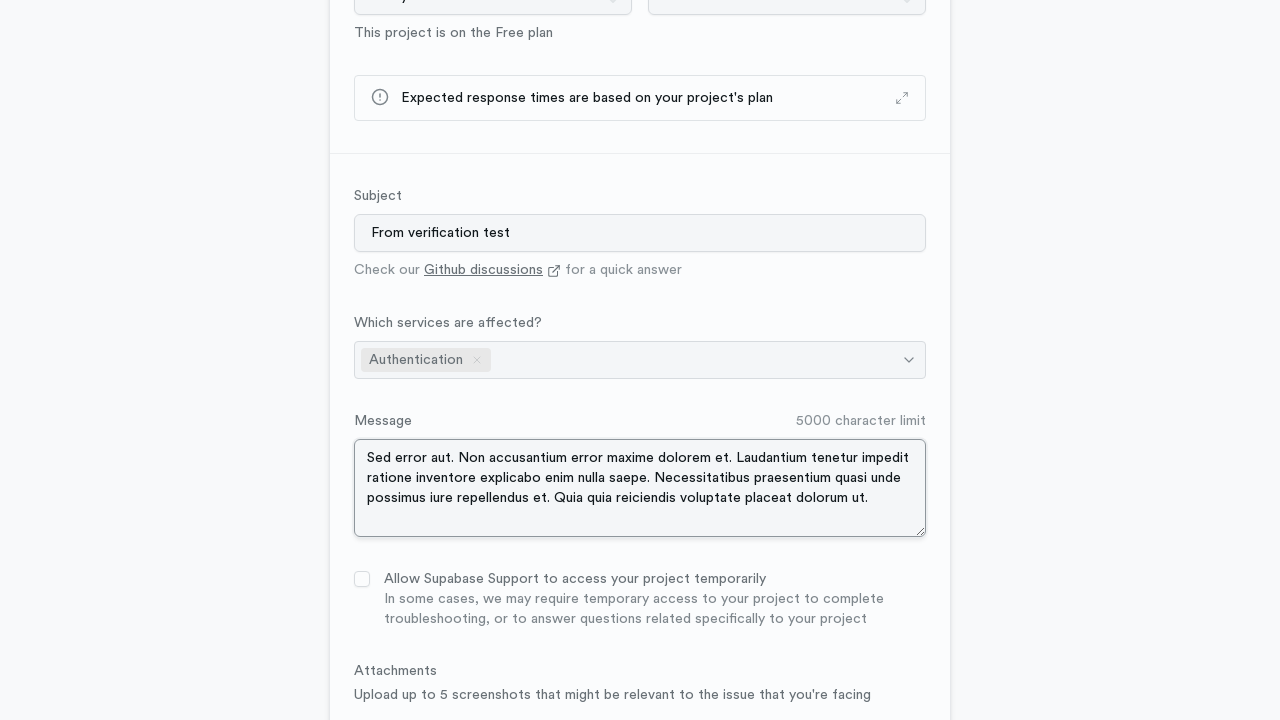 This project is on the Free plan
Expected response times are based on your project's plan
Subject
From verification test
Check our Github discussions for a quick answer
Which services are affected?
Authentication
Message 5000 character limit
Sed error aut. Non accusantium error maxime dolorem et. Laudantium tenetur impedit
ratione inventore explicabo enim nulla saepe. Necessitatibus praesentium quasi unde
possimus iure repellendus et. Quia quia reiciendis voluptate placeat dolorum ut.
Allow Supabase Support to access your project temporarily
In some cases, we may require temporary access to your project to complete
troubleshooting, or to answer questions related specifically to your project
Attachments
Upload up to 5 screenshots that might be relevant to the issue that you're facing